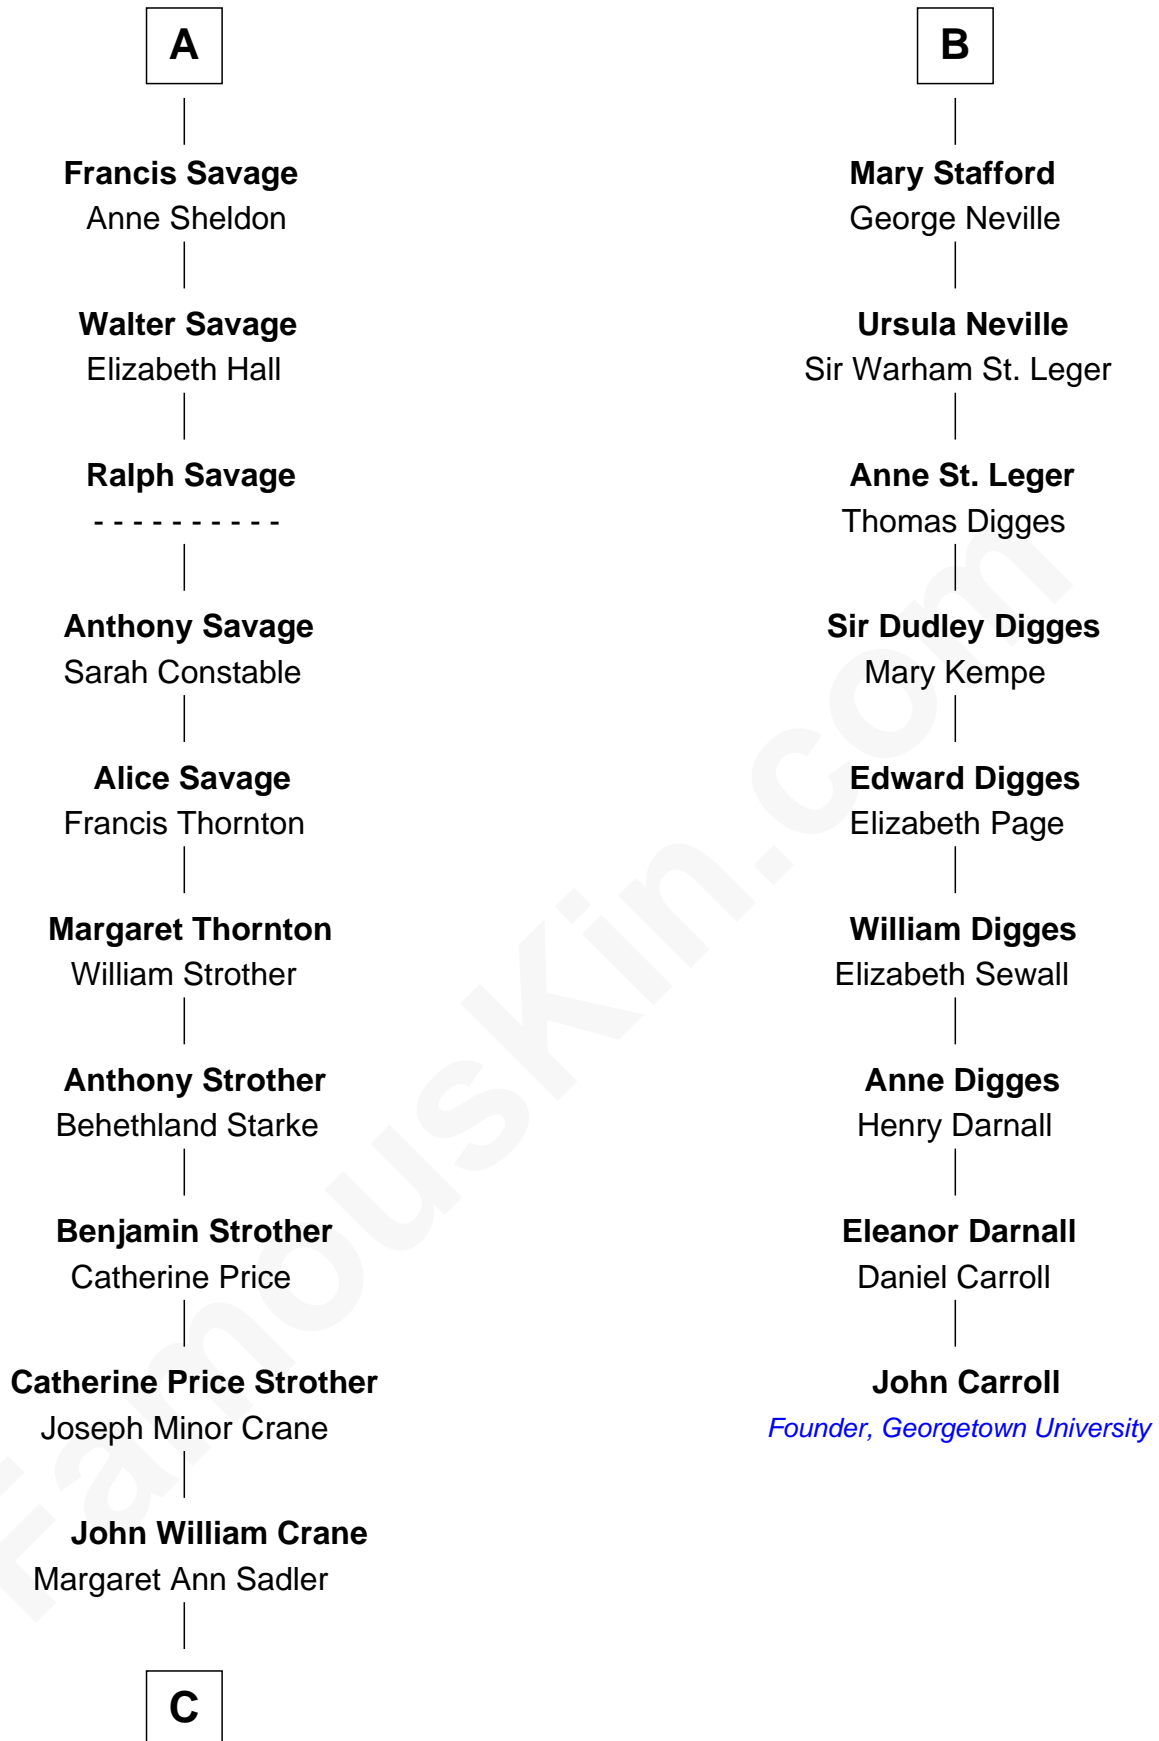 A
Francis Savage
Anne Sheldon
Walter Savage
Elizabeth Hall
Ralph Savage
- - - - - - - - - -
Anthony Savage
Sarah Constable
Alice Savage
Francis Thornton
Margaret Thornton
William Strother
Anthony Strother
Behethland Starke
Benjamin Strother
Catherine Price
Catherine Price Strother
Joseph Minor Crane
John William Crane
Margaret Ann Sadler
C
B
Mary Stafford
George Neville
Ursula Neville
Sir Warham St. Leger
Anne St. Leger
Thomas Digges
Sir Dudley Digges
Mary Kempe
Edward Digges
Elizabeth Page
William Digges
Elizabeth Sewall
Anne Digges
Henry Darnall
Eleanor Darnall
Daniel Carroll
John Carroll
Founder, Georgetown University
FamousKin.com